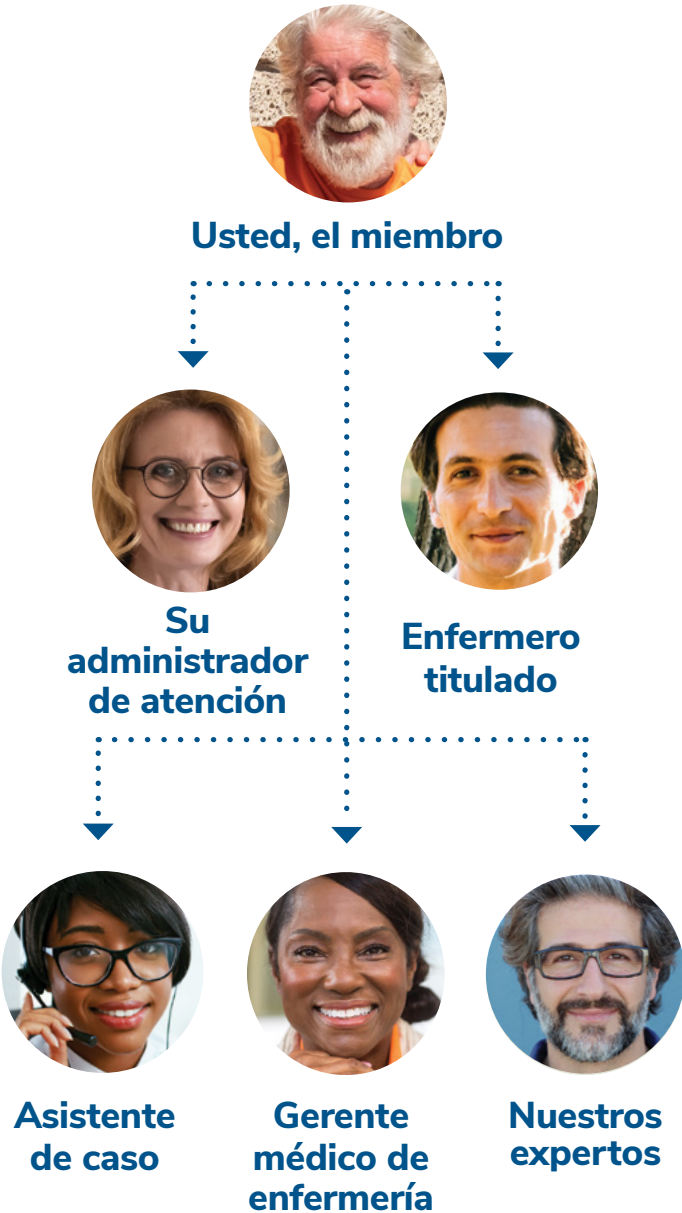 Usted, el miembro
Su
administrador
de atención
Enfermero
titulado
Asistente
de caso
Gerente
médico de
enfermería
Nuestros
expertos